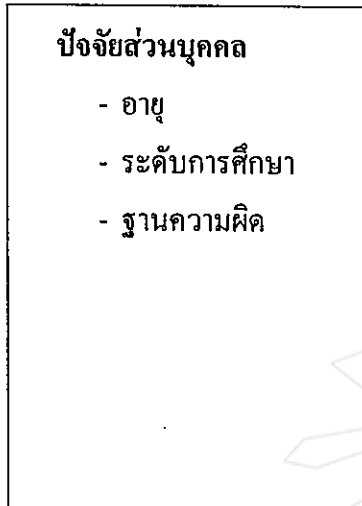 ปัจจัยส่วนบุคคล
- อายุ
- ระดับการศึกษา
- ฐานความผิด